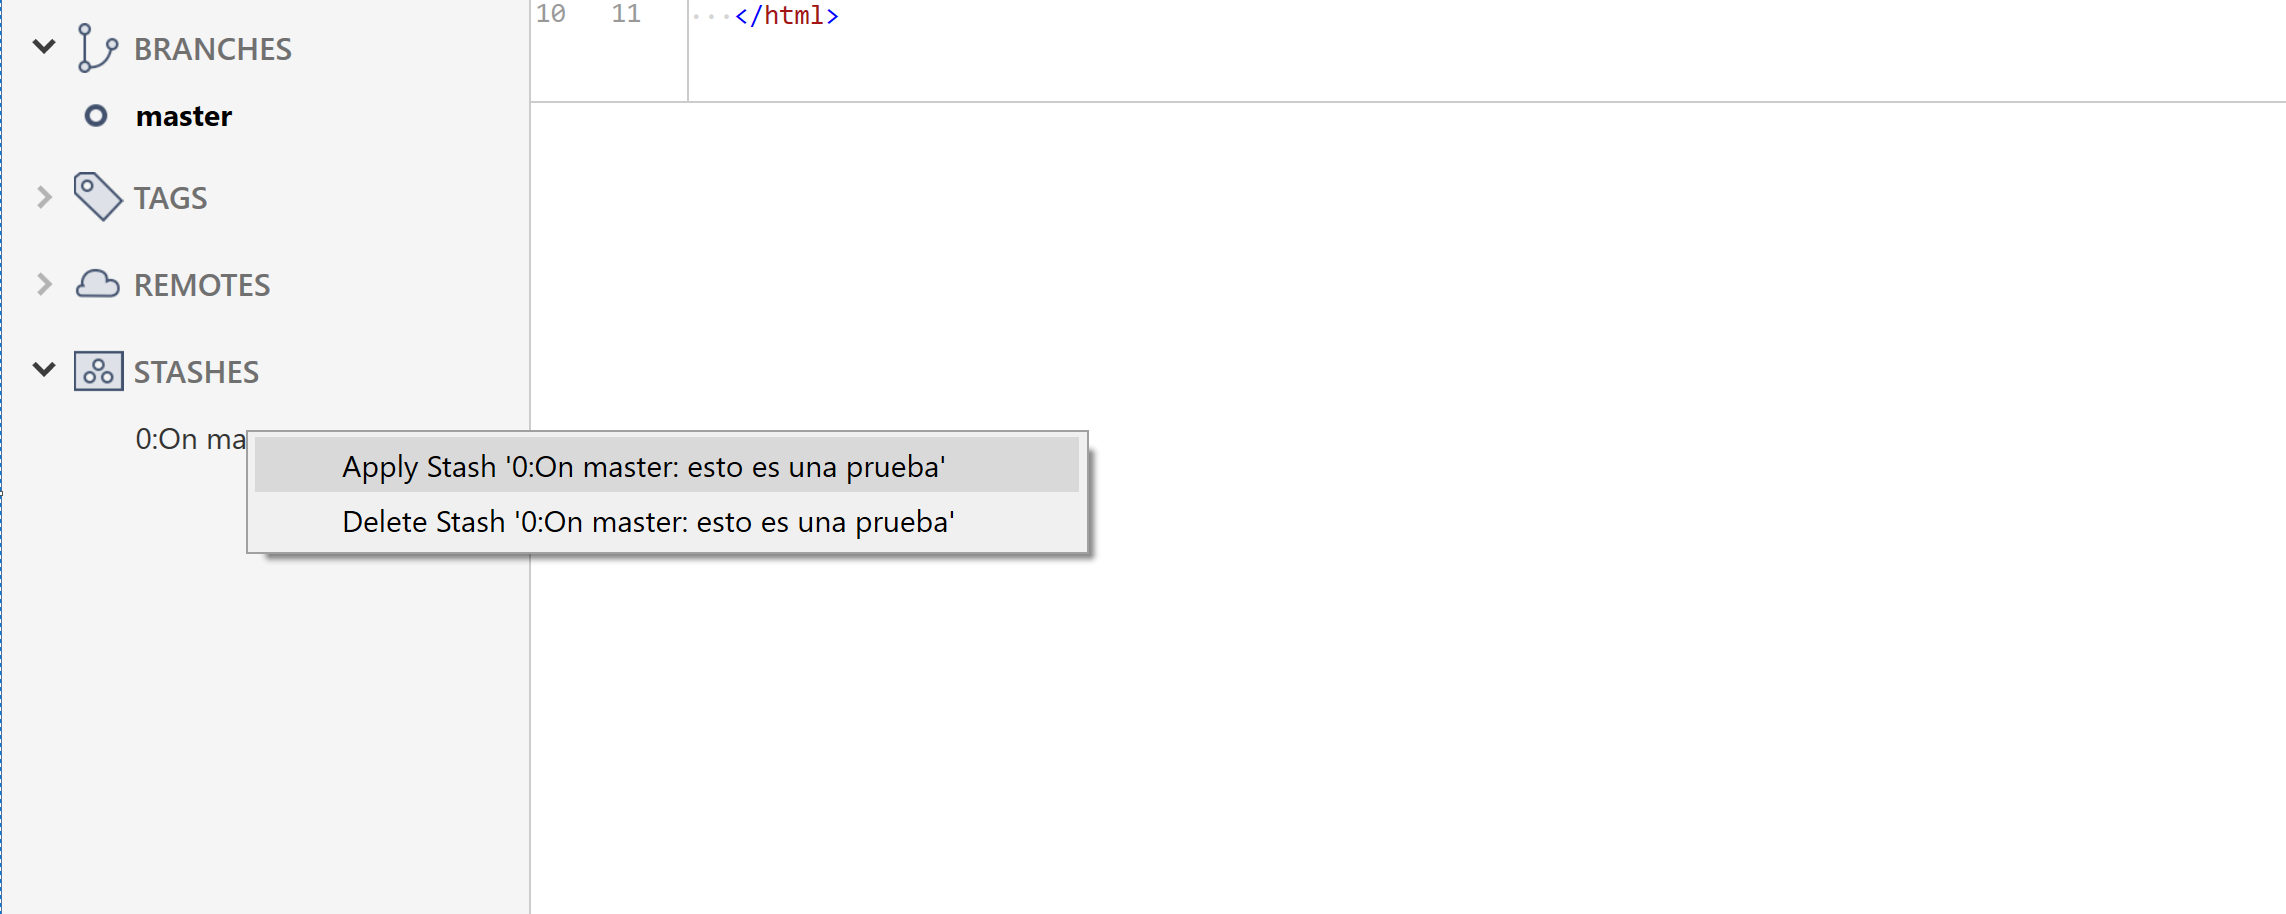 BRANCHES
master
TAGS
REMOTES
STASHES
0:On ma
10 11 ···</html>
Apply Stash '0:On master: esto es una prueba'
Delete Stash '0:On master: esto es una prueba'